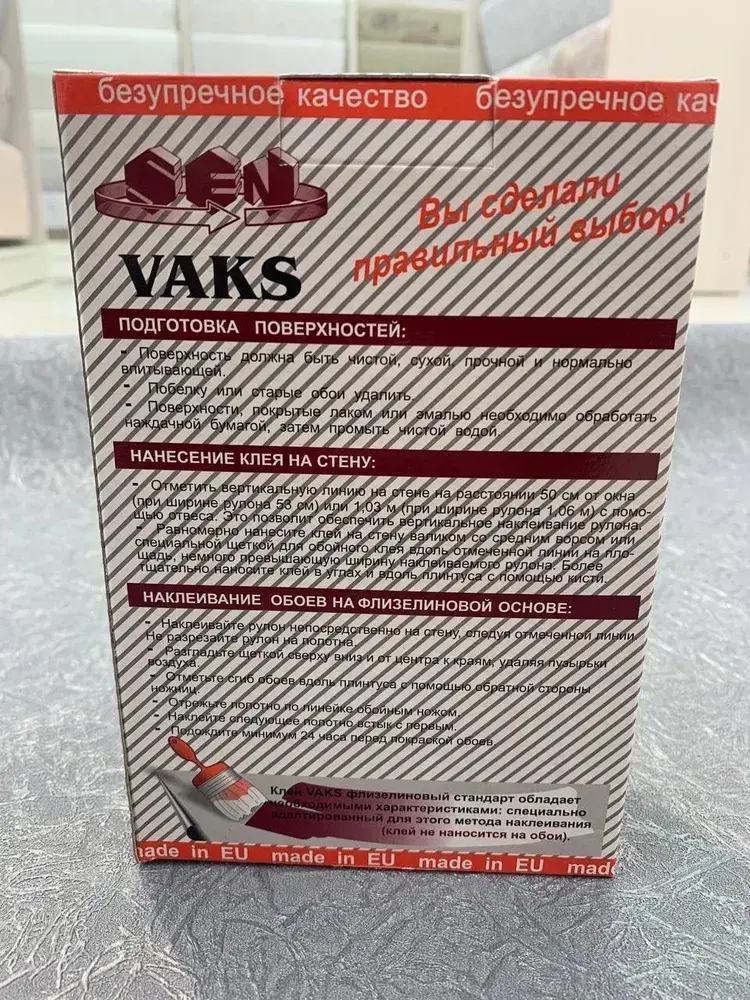 безупречное качество безупречное кач
SEN
Вы сделали
правильный выбор!
VAKS
ПОДГОТОВКА ПОВЕРХНОСТЕЙ:
- Поверхность должна быть чистой, сухой, прочной и нормально
впитывающей.
- Побелку или старые обои удалить.
- Поверхности, покрытые лаком или эмалью необходимо обработать
наждачной бумагой, затем промыть чистой водой.
НАНЕСЕНИЕ КЛЕЯ НА СТЕНУ:
- Отметить вертикальную линию на стене на расстоянии 50 см от окна
(при ширине рулона 53 см) или 1,03 м (при ширине рулона 1,06 м) с помо-
щью отвеса. Это позволит обеспечить вертикальное наклеивание рулона.
- Равномерно нанесите клей на стену валиком со средним ворсом или
специальной щеткой для обойного клея вдоль отмеченной линии на пло-
щадь, немного превышающую ширину наклеиваемого рулона. Более
тщательно наносите клей в углах и вдоль плинтуса с помощью кисти.
НАКЛЕИВАНИЕ ОБОЕВ НА ФЛИЗЕЛИНОВОЙ ОСНОВЕ:
- Наклеивайте рулон непосредственно на стену, следуя отмеченной линии.
Не разрезайте рулон на полотна.
- Разгладьте щеткой сверху вниз и от центра к краям, удаляя пузырьки
воздуха.
- Отметьте сгиб обоев вдоль плинтуса с помощью обратной стороны
ножниц.
- Отрежьте полотно по линейке обойным ножом.
- Наклейте следующее полотно встык с первым.
- Подождите минимум 24 часа перед покраской обоев.
Клей VAKS флизелиновый стандарт обладает
необходимыми характеристиками: специально
адаптированный для этого метода наклеивания
(клей не наносится на обои).
made in EU made in EU made in EU made